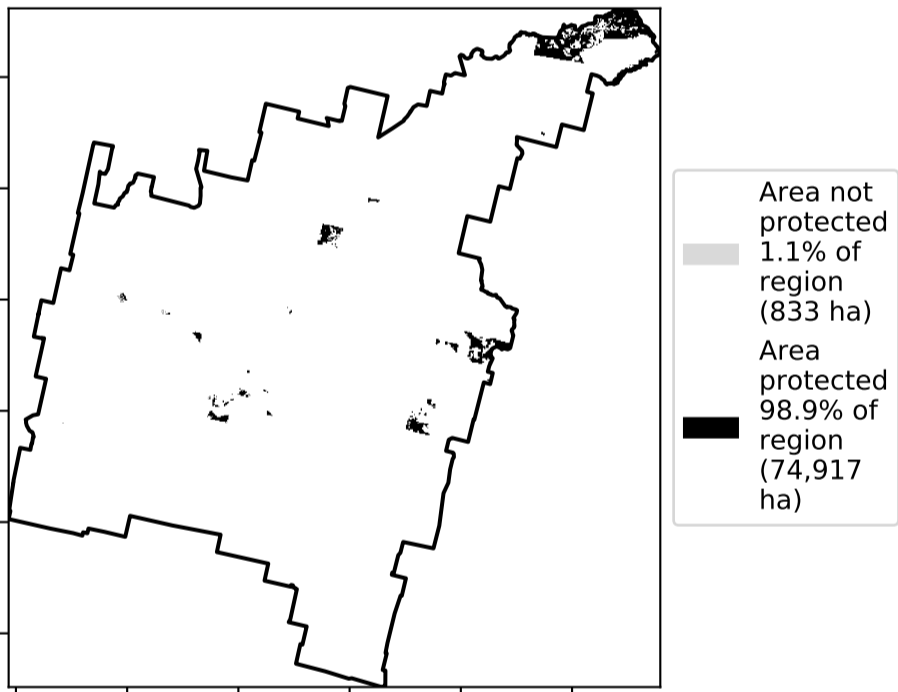 Area not
protected
1.1% of
region
(833 ha)
Area
protected
98.9% of
region
(74,917
ha)